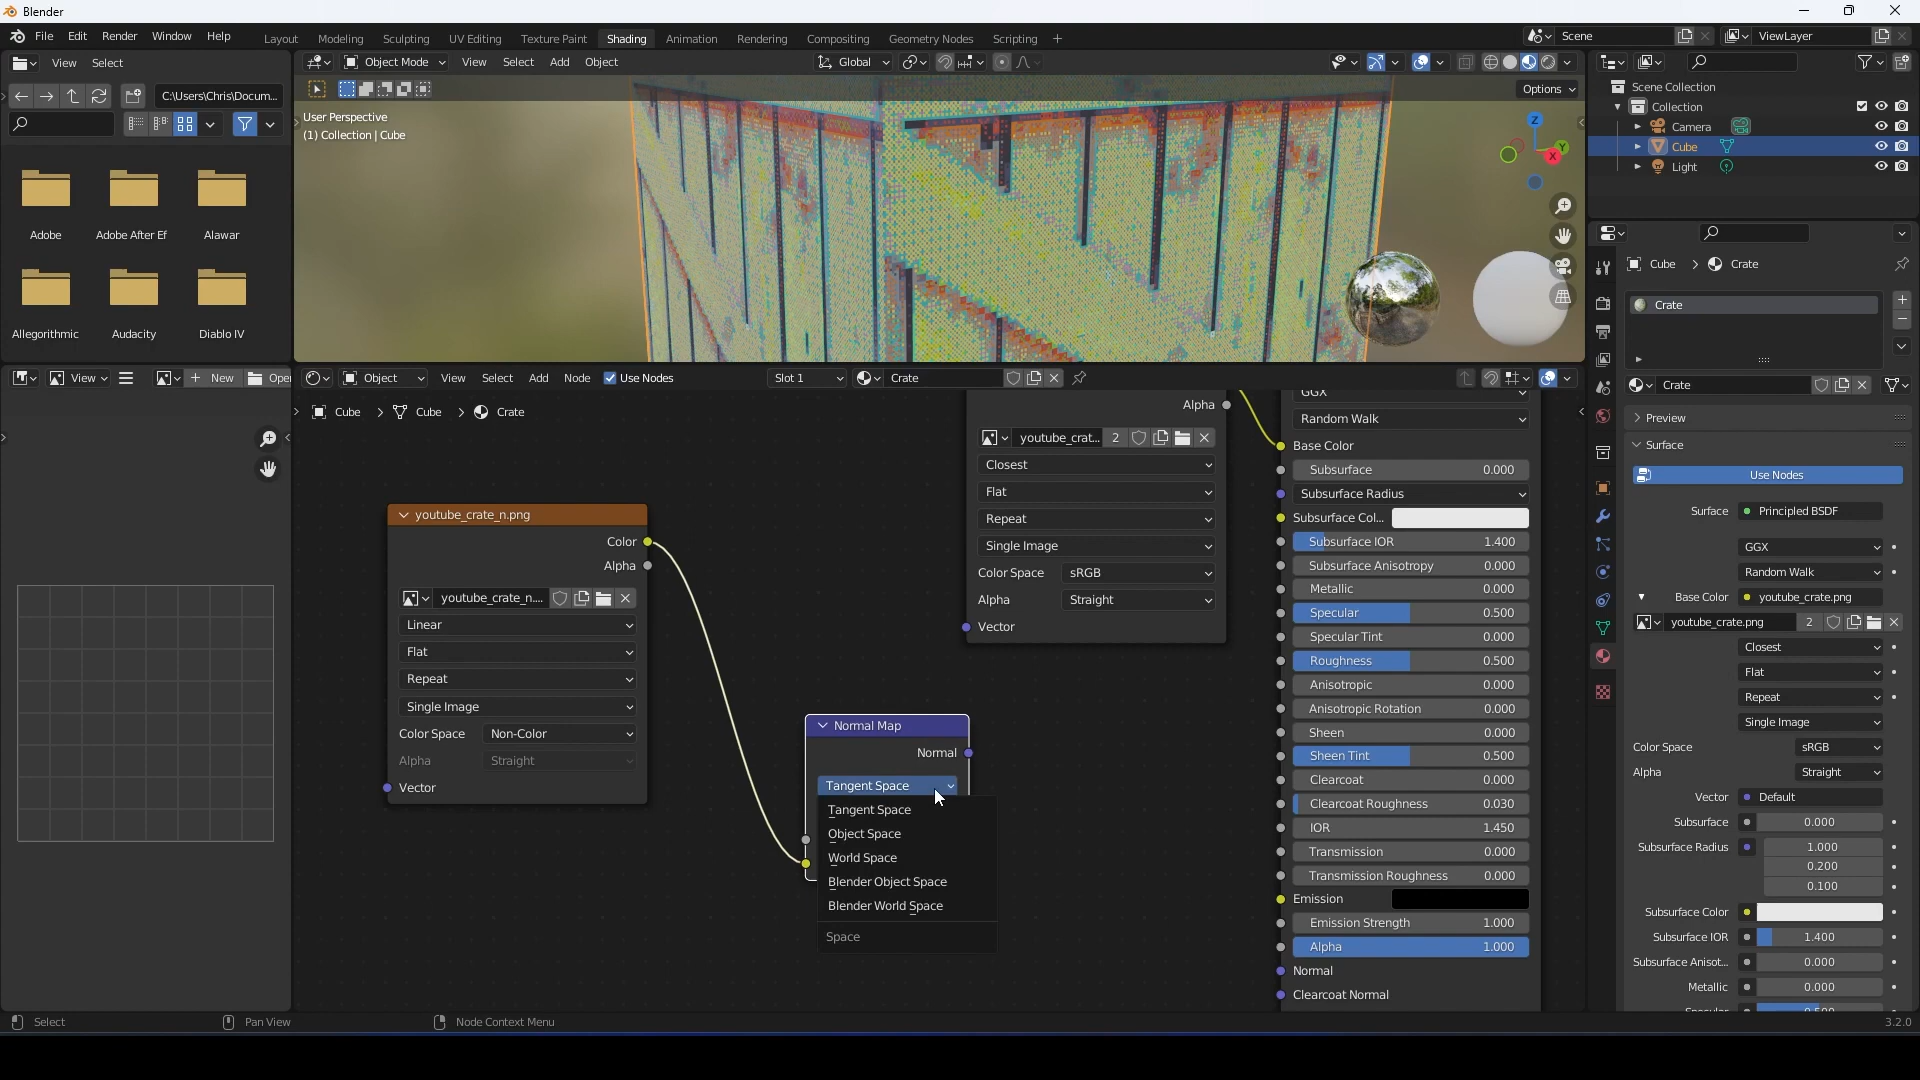 Blender
File Edit Render Window Help
Layout Modeling Sculpting UV Editing Texture Paint Shading Animation Rendering Compositing Geometry Nodes Scripting +
Scene
ViewLayer
View Select
C:\Users\Chris\Docum...
Adobe Adobe After Ef Alawar
Allegorithmic Audacity Diablo IV
Object Mode View Select Add Object
Global
Options
User Perspective
(1) Collection | Cube
Z
Y
X
Scene Collection
Collection
Camera
Cube
Light
Cube > Crate
Crate
Crate
Preview
Surface
Use Nodes
Surface Principled BSDF
GGX
Random Walk
Base Color youtube_crate.png
youtube_crate.png 2
Closest
Flat
Repeat
Single Image
Color Space sRGB
Alpha Straight
Vector Default
Subsurface 0.000
Subsurface Radius 1.000
0.200
0.100
Subsurface Color
Subsurface IOR 1.400
Subsurface Anisot... 0.000
Metallic 0.000
Specular 0.500
View + New Open
Object View Select Add Node Use Nodes Slot 1 Crate
Cube > Cube > Crate
youtube_crate_n.png
Color
Alpha
youtube_crate_n....
Linear
Flat
Repeat
Single Image
Color Space Non-Color
Alpha Straight
Vector
Normal Map
Normal
Tangent Space
Tangent Space
Object Space
World Space
Blender Object Space
Blender World Space
Space
Alpha
youtube_crat... 2
Closest
Flat
Repeat
Single Image
Color Space sRGB
Alpha Straight
Vector
GGX
Random Walk
Base Color
Subsurface 0.000
Subsurface Radius
Subsurface Col...
Subsurface IOR 1.400
Subsurface Anisotropy 0.000
Metallic 0.000
Specular 0.500
Specular Tint 0.000
Roughness 0.500
Anisotropic 0.000
Anisotropic Rotation 0.000
Sheen 0.000
Sheen Tint 0.500
Clearcoat 0.000
Clearcoat Roughness 0.030
IOR 1.450
Transmission 0.000
Transmission Roughness 0.000
Emission
Emission Strength 1.000
Alpha 1.000
Normal
Clearcoat Normal
Select Pan View Node Context Menu 3.2.0